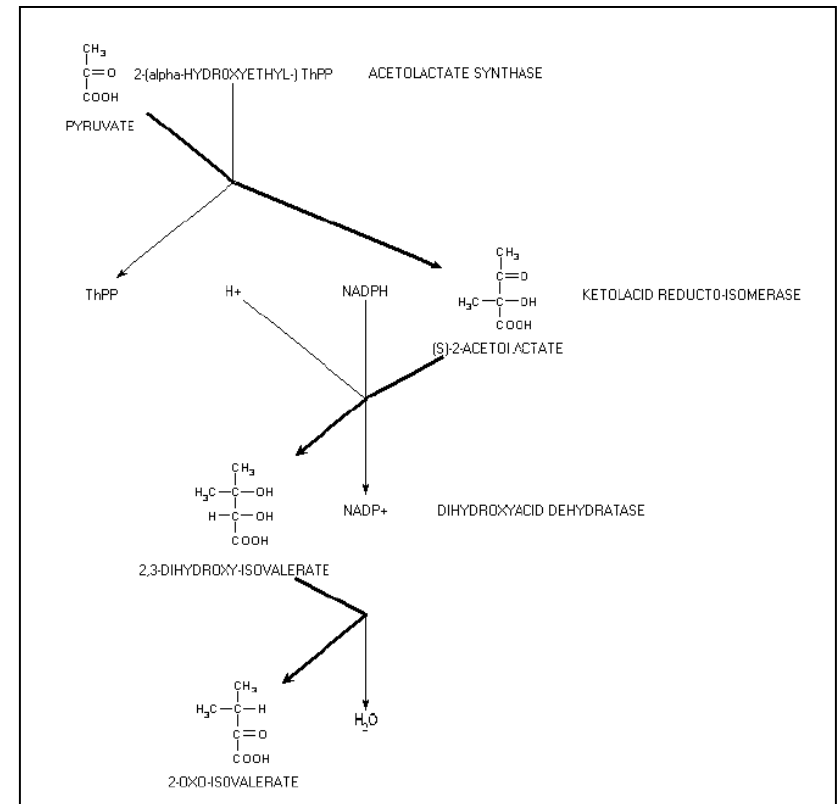 CH3
C=O
COOH
PYRUVATE
2-(alpha-HYDROXYETHYL-) ThPP
ACETOLACTATE SYNTHASE
ThPP
H+
NADPH
CH3
C=O
H3C-C-OH
COOH
(S)-2-ACETOLACTATE
KETOLACID REDUCTO-ISOMERASE
CH3
H3C-C-OH
H-C-OH
COOH
2,3-DIHYDROXY-ISOVALERATE
NADP+
DIHYDROXYACID DEHYDRATASE
CH3
H3C-C-H
C=O
COOH
2-OXO-ISOVALERATE
H2O